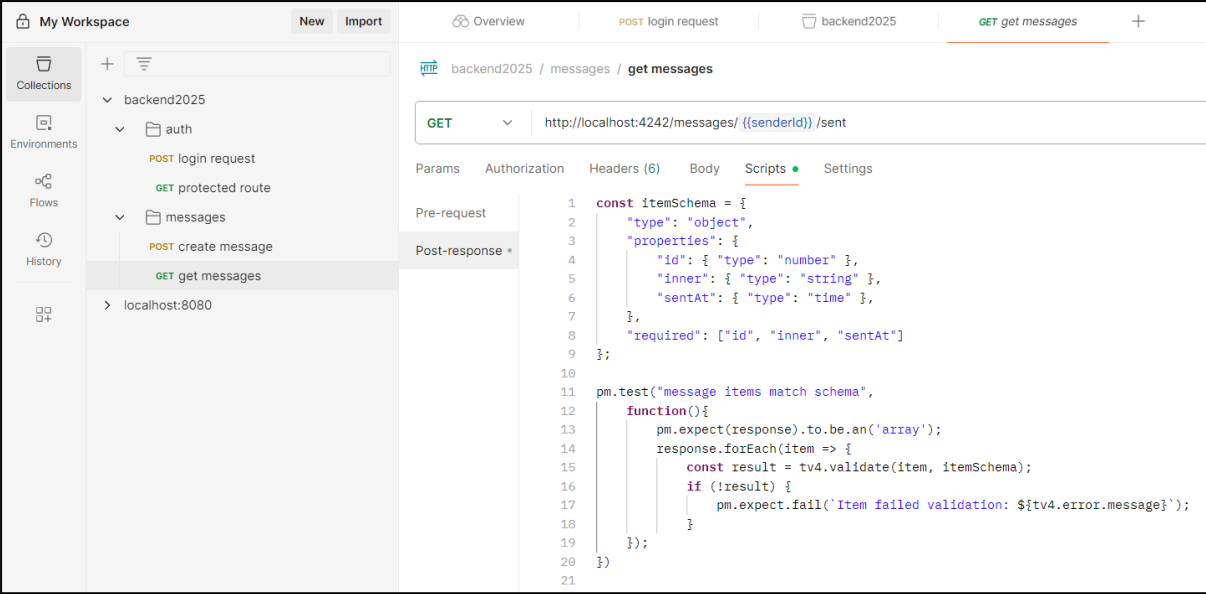 My Workspace
New
Import
Overview
POST login request
backend2025
GET get messages
Collections
Environments
Flows
History
backend2025
auth
POST login request
GET protected route
messages
POST create message
GET get messages
localhost:8080
HTTP backend2025 / messages / get messages
GET http://localhost:4242/messages/{{senderId}}/sent
Params Authorization Headers (6) Body Scripts Settings
Pre-request
Post-response
1 const itemSchema = {
2 "type": "object",
3 "properties": {
4 "id": { "type": "number" },
5 "inner": { "type": "string" },
6 "sentAt": { "type": "time" },
7 },
8 "required": ["id", "inner", "sentAt"]
9 };
10
11 pm.test("message items match schema",
12 function(){
13 pm.expect(response).to.be.an('array');
14 response.forEach(item => {
15 const result = tv4.validate(item, itemSchema);
16 if (!result) {
17 pm.expect.fail(`Item failed validation: ${tv4.error.message}`);
18 }
19 });
20 })
21